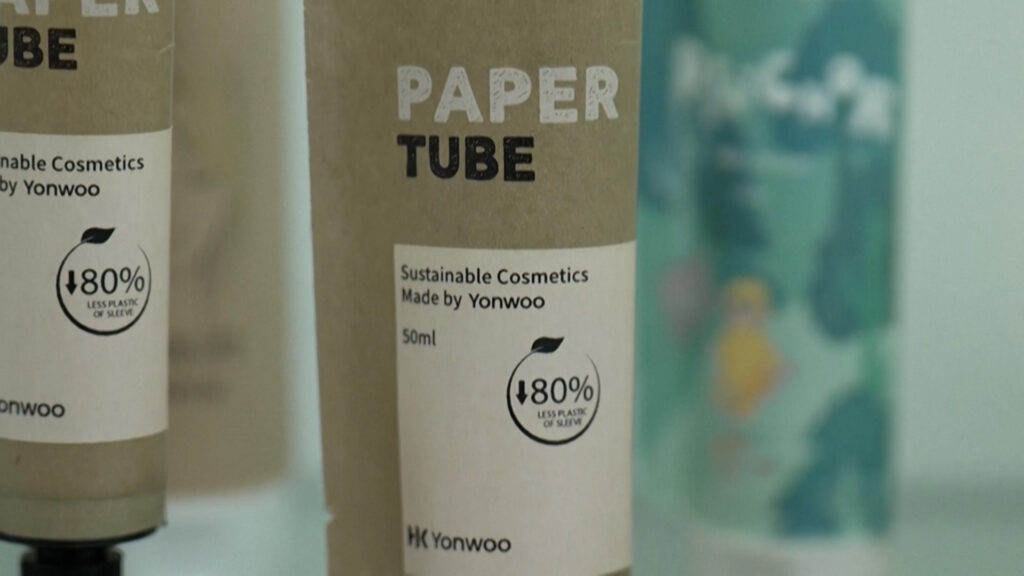 UBE
nable Cosmetics
by Yonwoo
80%
LESS PLASTIC
OF SLEEVE
onwoo
PAPER
TUBE
Sustainable Cosmetics
Made by Yonwoo
50ml
80%
LESS PLASTIC
OF SLEEVE
Yonwoo